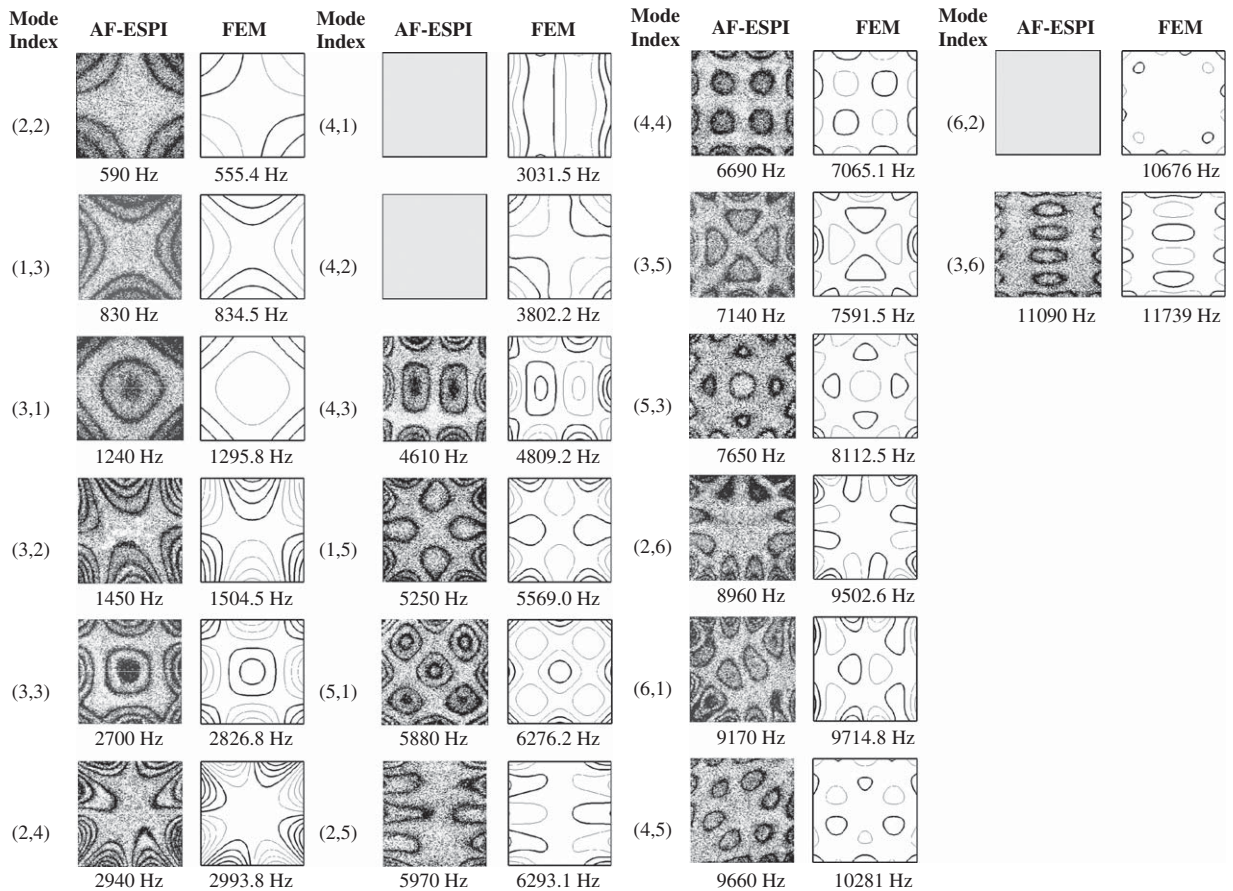 Mode Index AF-ESPI FEM
(2,2) 590 Hz 555.4 Hz
(1,3) 830 Hz 834.5 Hz
(3,1) 1240 Hz 1295.8 Hz
(3,2) 1450 Hz 1504.5 Hz
(3,3) 2700 Hz 2826.8 Hz
(2,4) 2940 Hz 2993.8 Hz
Mode Index AF-ESPI FEM
(4,1) 3031.5 Hz
(4,2) 3802.2 Hz
(4,3) 4610 Hz 4809.2 Hz
(1,5) 5250 Hz 5569.0 Hz
(5,1) 5880 Hz 6276.2 Hz
(2,5) 5970 Hz 6293.1 Hz
Mode Index AF-ESPI FEM
(4,4) 6690 Hz 7065.1 Hz
(3,5) 7140 Hz 7591.5 Hz
(5,3) 7650 Hz 8112.5 Hz
(2,6) 8960 Hz 9502.6 Hz
(6,1) 9170 Hz 9714.8 Hz
(4,5) 9660 Hz 10281 Hz
Mode Index AF-ESPI FEM
(6,2) 10676 Hz
(3,6) 11090 Hz 11739 Hz